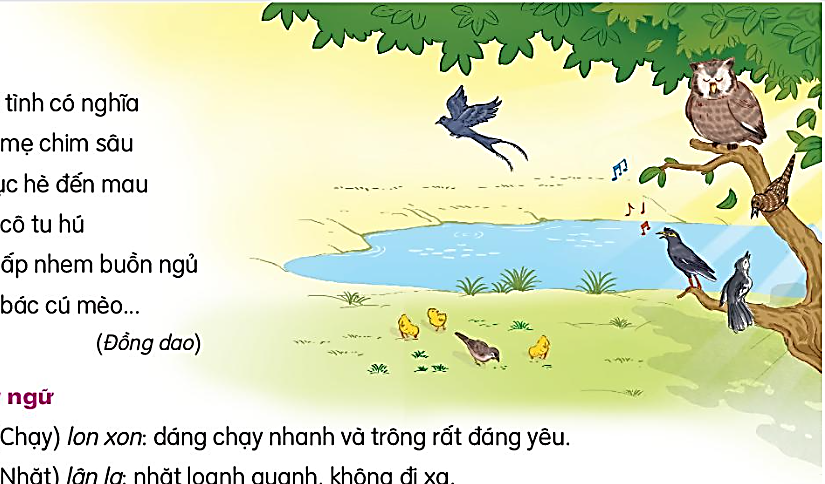 tình có nghĩa
mẹ chim sâu
ục hè đến mau
cô tu hú
ấp nhem buồn ngủ
bác cú mèo...
(Đồng dao)
ngữ
Chạy) lon xon: dáng chạy nhanh và trông rất đáng yêu.
Nhặt) lân la: nhặt loanh quanh, không đi xa.